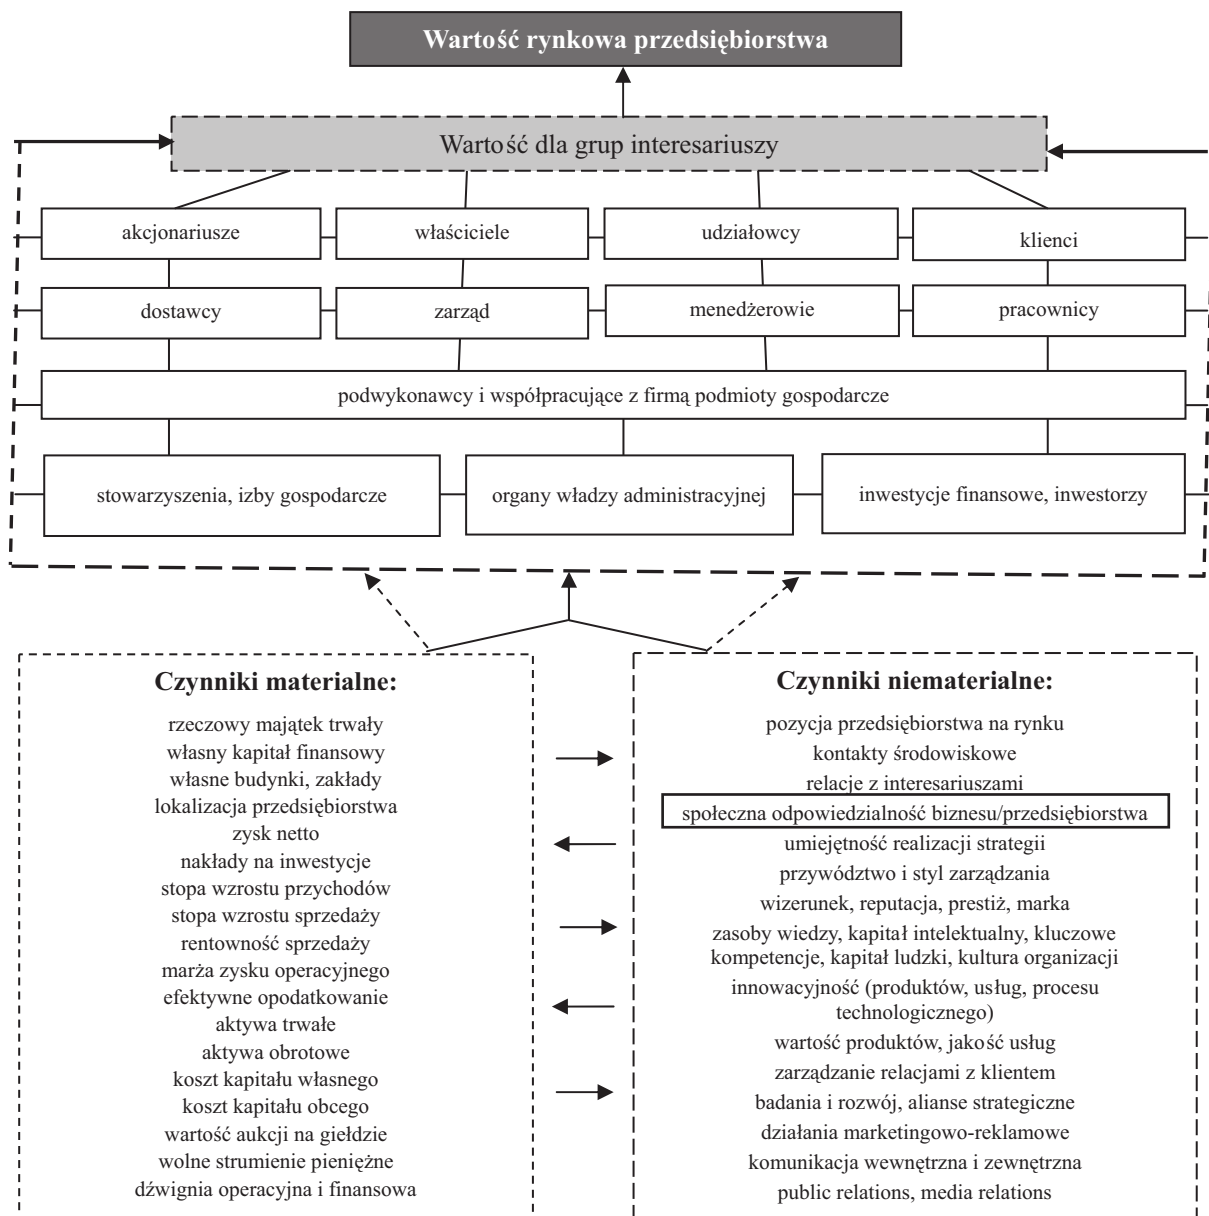 Wartość rynkowa przedsiębiorstwa
Wartość dla grup interesariuszy
akcjonariusze
właściciele
udziałowcy
klienci
dostawcy
zarząd
menedżerowie
pracownicy
podwykonawcy i współpracujące z firmą podmioty gospodarcze
stowarzyszenia, izby gospodarcze
organy władzy administracyjnej
inwestycje finansowe, inwestorzy
Czynniki materialne:
rzeczowy majątek trwały
własny kapitał finansowy
własne budynki, zakłady
lokalizacja przedsiębiorstwa
zysk netto
nakłady na inwestycje
stopa wzrostu przychodów
stopa wzrostu sprzedaży
rentowność sprzedaży
marża zysku operacyjnego
efektywne opodatkowanie
aktywa trwałe
aktywa obrotowe
koszt kapitału własnego
koszt kapitału obcego
wartość aukcji na giełdzie
wolne strumienie pieniężne
dźwignia operacyjna i finansowa
Czynniki niematerialne:
pozycja przedsiębiorstwa na rynku
kontakty środowiskowe
relacje z interesariuszami
społeczna odpowiedzialność biznesu/przedsiębiorstwa
umiejętność realizacji strategii
przywództwo i styl zarządzania
wizerunek, reputacja, prestiż, marka
zasoby wiedzy, kapitał intelektualny, kluczowe
kompetencje, kapitał ludzki, kultura organizacji
innowacyjność (produktów, usług, procesu
technologicznego)
wartość produktów, jakość usług
zarządzanie relacjami z klientem
badania i rozwój, alianse strategiczne
działania marketingowo-reklamowe
komunikacja wewnętrzna i zewnętrzna
public relations, media relations